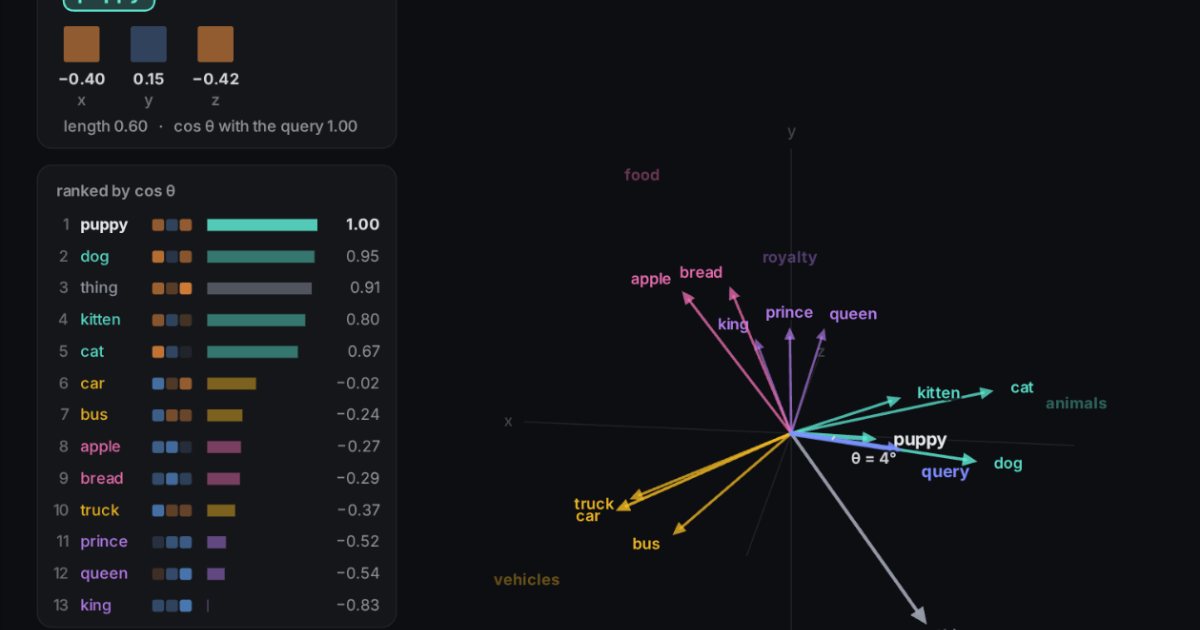 puppy
−0.40 0.15 −0.42
x y z
length 0.60 · cos θ with the query 1.00
ranked by cos θ
1 puppy 1.00
2 dog 0.95
3 thing 0.91
4 kitten 0.80
5 cat 0.67
6 car −0.02
7 bus −0.24
8 apple −0.27
9 bread −0.29
10 truck −0.37
11 prince −0.52
12 queen −0.54
13 king −0.83
y
food
royalty
apple bread
king prince queen
z
kitten cat
animals
x
puppy
θ = 4°
query
dog
truck
car
bus
vehicles